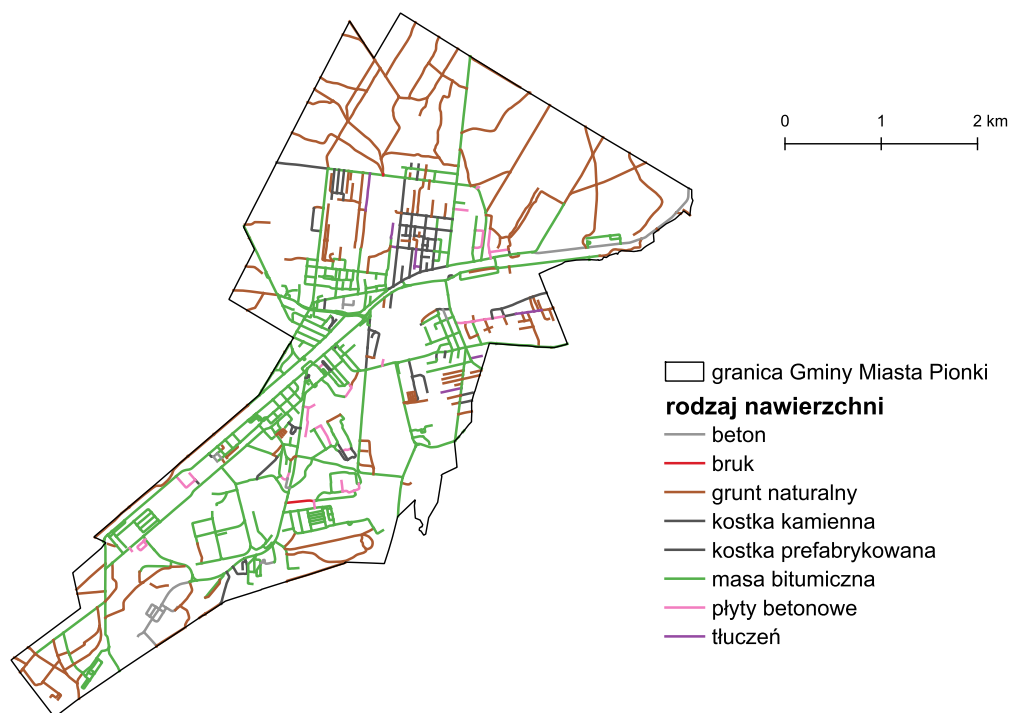 0 1 2 km
granica Gminy Miasta Pionki
rodzaj nawierzchni
beton
bruk
grunt naturalny
kostka kamienna
kostka prefabrykowana
masa bitumiczna
płyty betonowe
tłuczeń